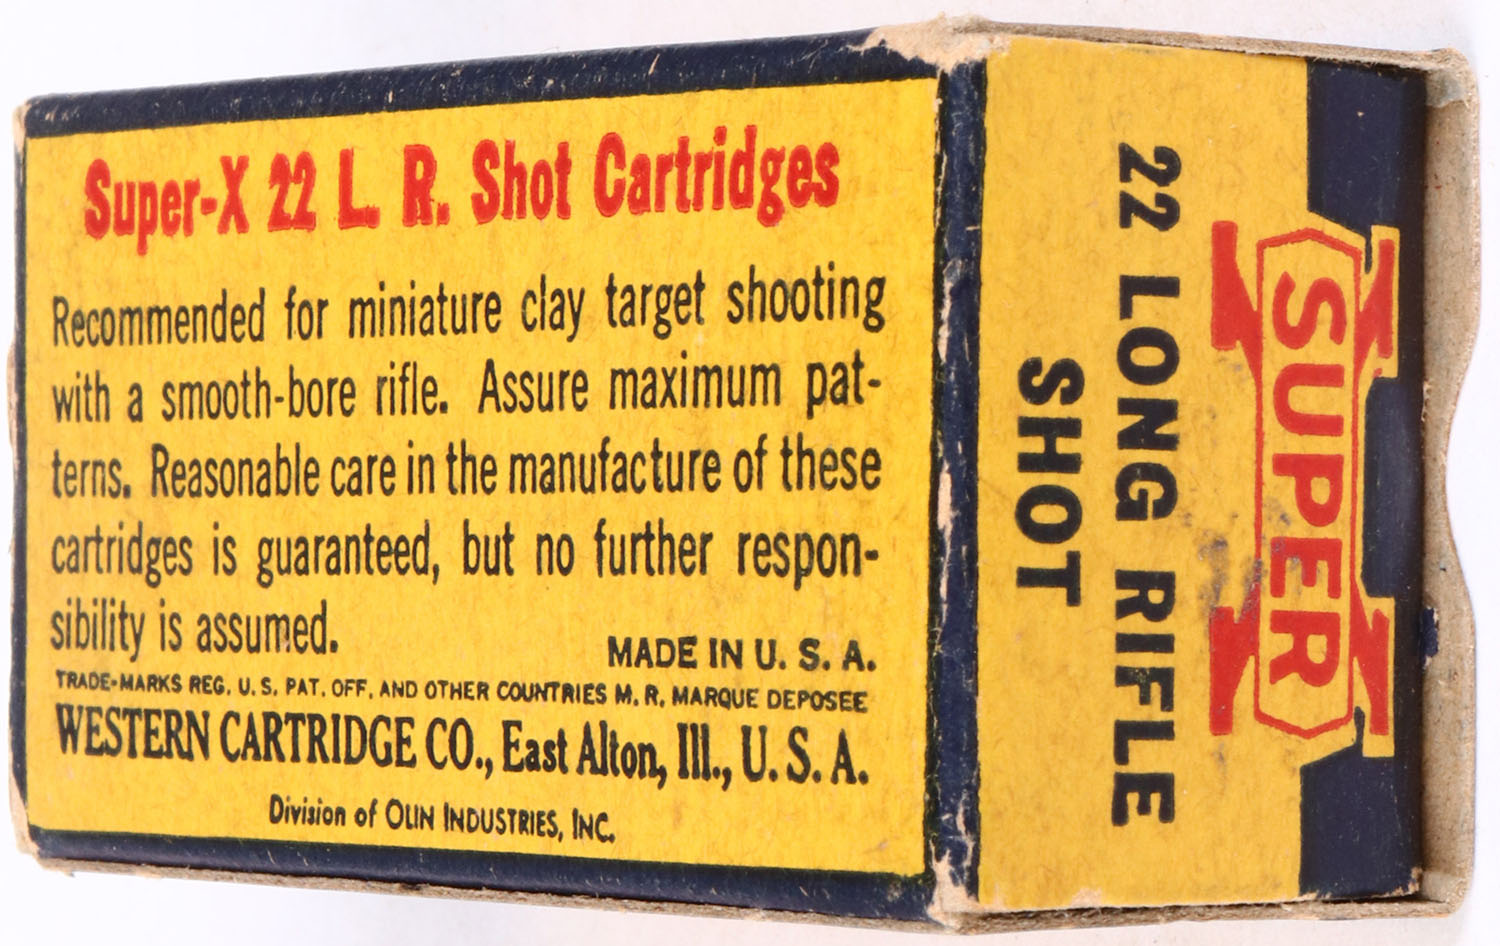 Super-X 22 L. R. Shot Cartridges
Recommended for miniature clay target shooting
with a smooth-bore rifle. Assure maximum pat-
terns. Reasonable care in the manufacture of these
cartridges is guaranteed, but no further respon-
sibility is assumed.
MADE IN U. S. A.
TRADE-MARKS REG. U. S. PAT. OFF. AND OTHER COUNTRIES M. R. MARQUE DEPOSEE
WESTERN CARTRIDGE CO., East Alton, Ill., U. S. A.
Division of OLIN INDUSTRIES, INC.
SUPER X
22 LONG RIFLE
SHOT